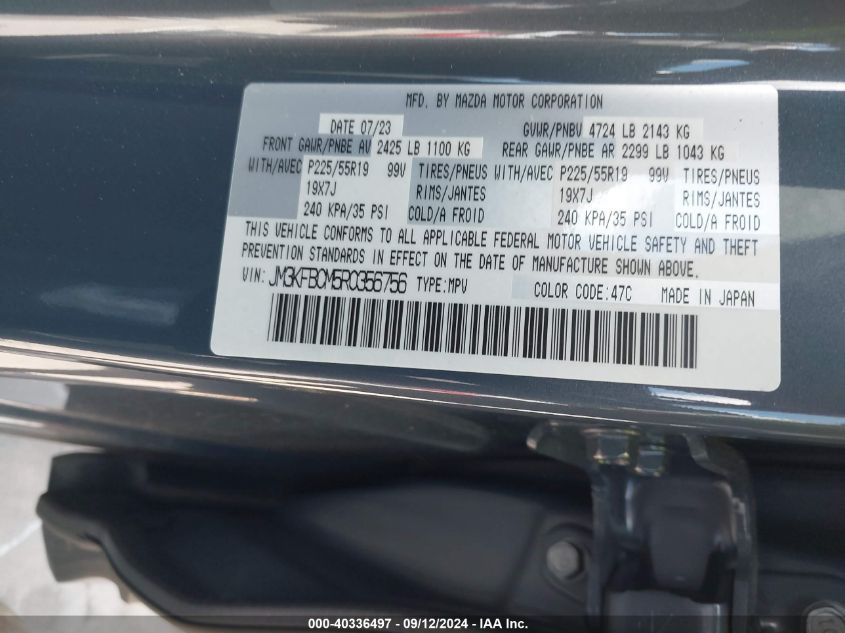 MFD. BY MAZDA MOTOR CORPORATION
DATE 07/23 GVWR/PNBV 4724 LB 2143 KG
FRONT GAWR/PNBE AV 2425 LB 1100 KG REAR GAWR/PNBE AR 2299 LB 1043 KG
WITH/AVEC P225/55R19 99V TIRES/PNEUS WITH/AVEC P225/55R19 99V TIRES/PNEUS
19X7J RIMS/JANTES 19X7J RIMS/JANTES
240 KPA/35 PSI COLD/A FROID 240 KPA/35 PSI COLD/A FROID
THIS VEHICLE CONFORMS TO ALL APPLICABLE FEDERAL MOTOR VEHICLE SAFETY AND THEFT
PREVENTION STANDARDS IN EFFECT ON THE DATE OF MANUFACTURE SHOWN ABOVE.
VIN: JM3KFBCM5R0356756 TYPE:MPV COLOR CODE:47C MADE IN JAPAN
000-40336497 - 09/12/2024 - IAA Inc.